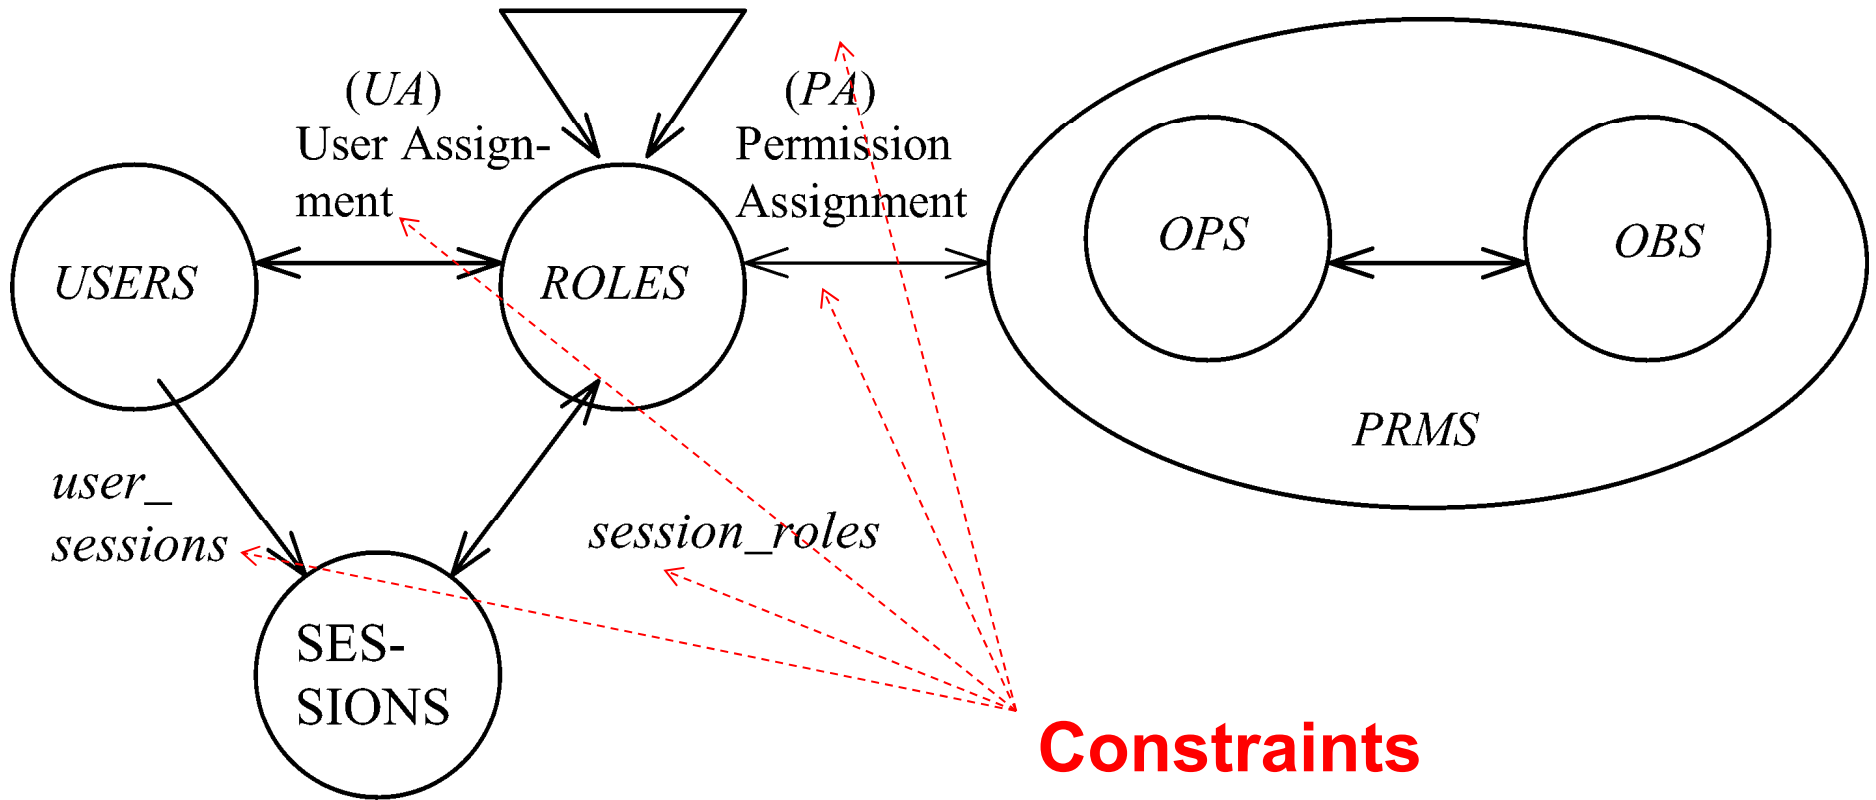 (UA)
User Assign-
ment
(PA)
Permission
Assignment
USERS
ROLES
OPS
OBS
PRMS
user_
sessions
session_roles
SES-
SIONS
Constraints